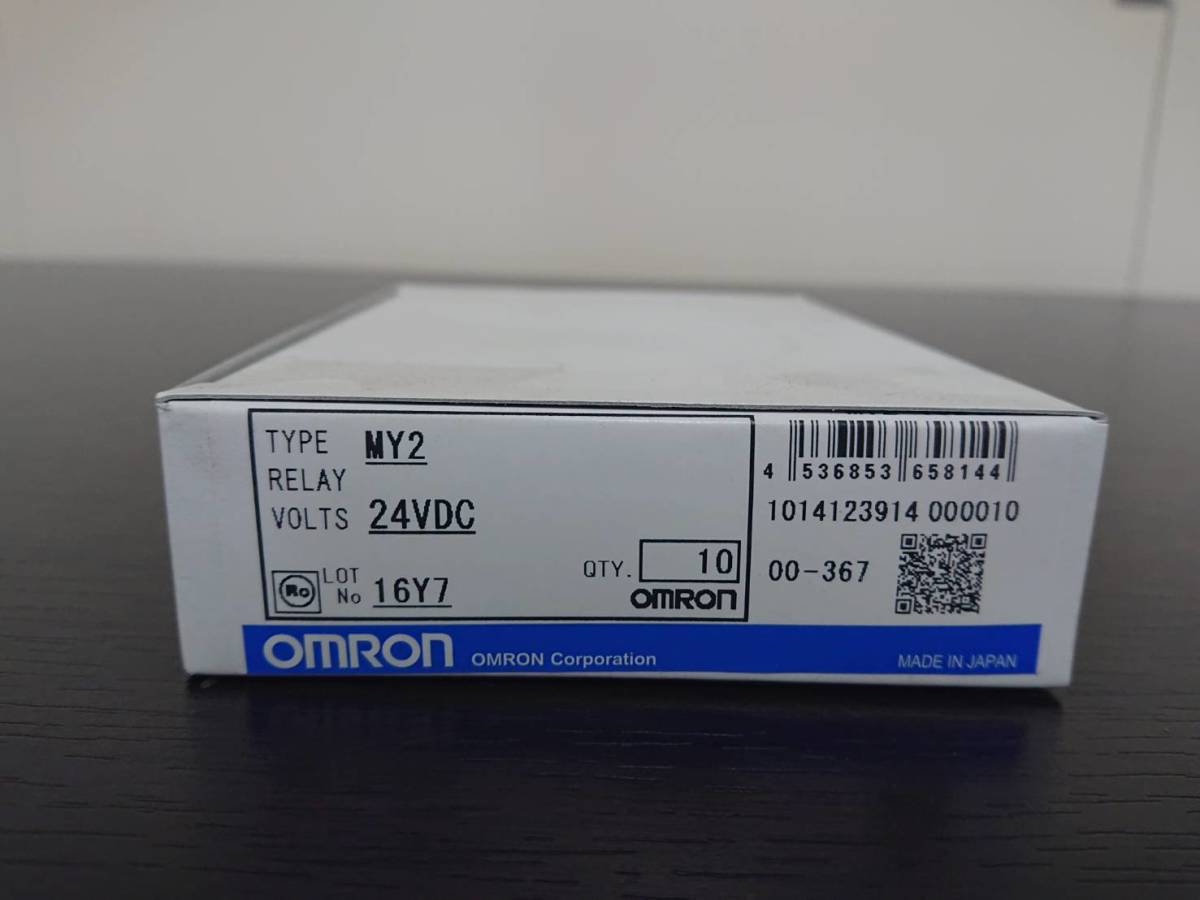 TYPE MY2
RELAY
VOLTS 24VDC
Ro LOT No 16Y7
QTY. 10
OMRON
4 536853 658144
1014123914 000010
00-367
OMRON OMRON Corporation MADE IN JAPAN